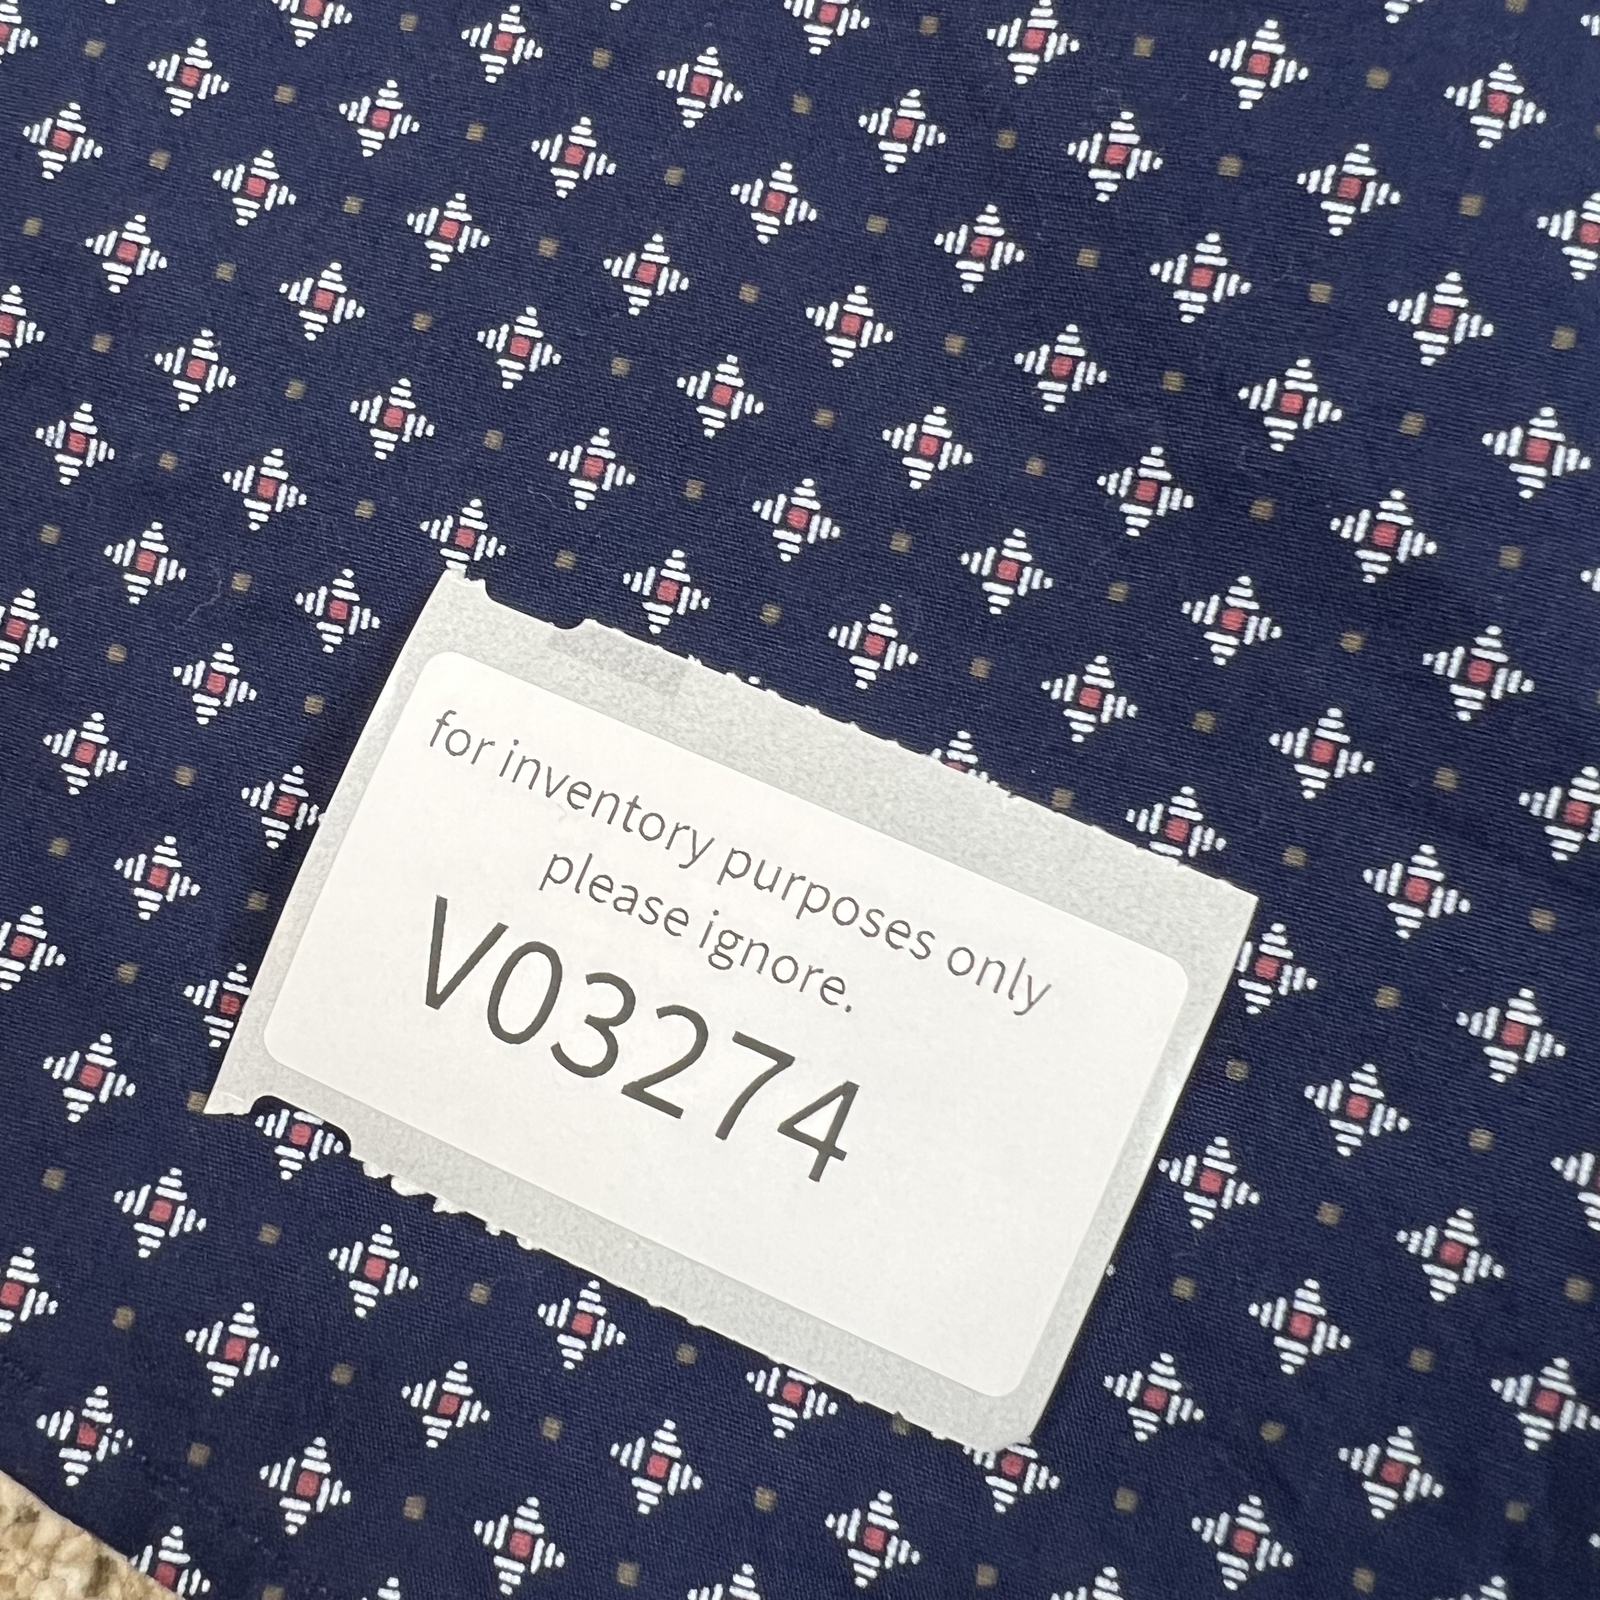 for inventory purposes only
please ignore.
V03274